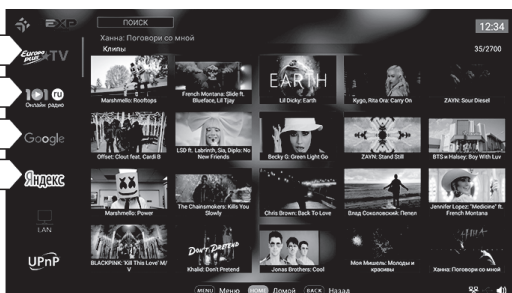 EXP
ПОИСК
12:34
Ханна: Поговори со мной
Клипы
35/2700
Europa plus TV
101 ru
Онлайн радио
Google
Яндекс
LAN
UPnP
EARTH
Marshmello: Rooftops
French Montana: Slide ft.
Blueface, Lil Tjay
Lil Dicky: Earth
Kygo, Rita Ora: Carry On
ZAYN: Sour Diesel
Offset: Clout feat. Cardi B
LSD ft. Labrinth, Sia, Diplo: No
New Friends
Becky G: Green Light Go
ZAYN: Stand Still
BTS и Halsey: Boy With Luv
Marshmello: Power
The Chainsmokers: Kills You
Slowly
Chris Brown: Back To Love
Влад Соколовский: Пепел
Jennifer Lopez: "Medicine" ft.
French Montana
DON'T PRETEND
BLACKPINK: 'Kill This Love' M/
V
Khalid: Don't Pretend
Jonas Brothers: Cool
Моя Мишель: Молоды и
красивы
Ханна: Поговори со мной
MENU Меню HOME Домой BACK Назад